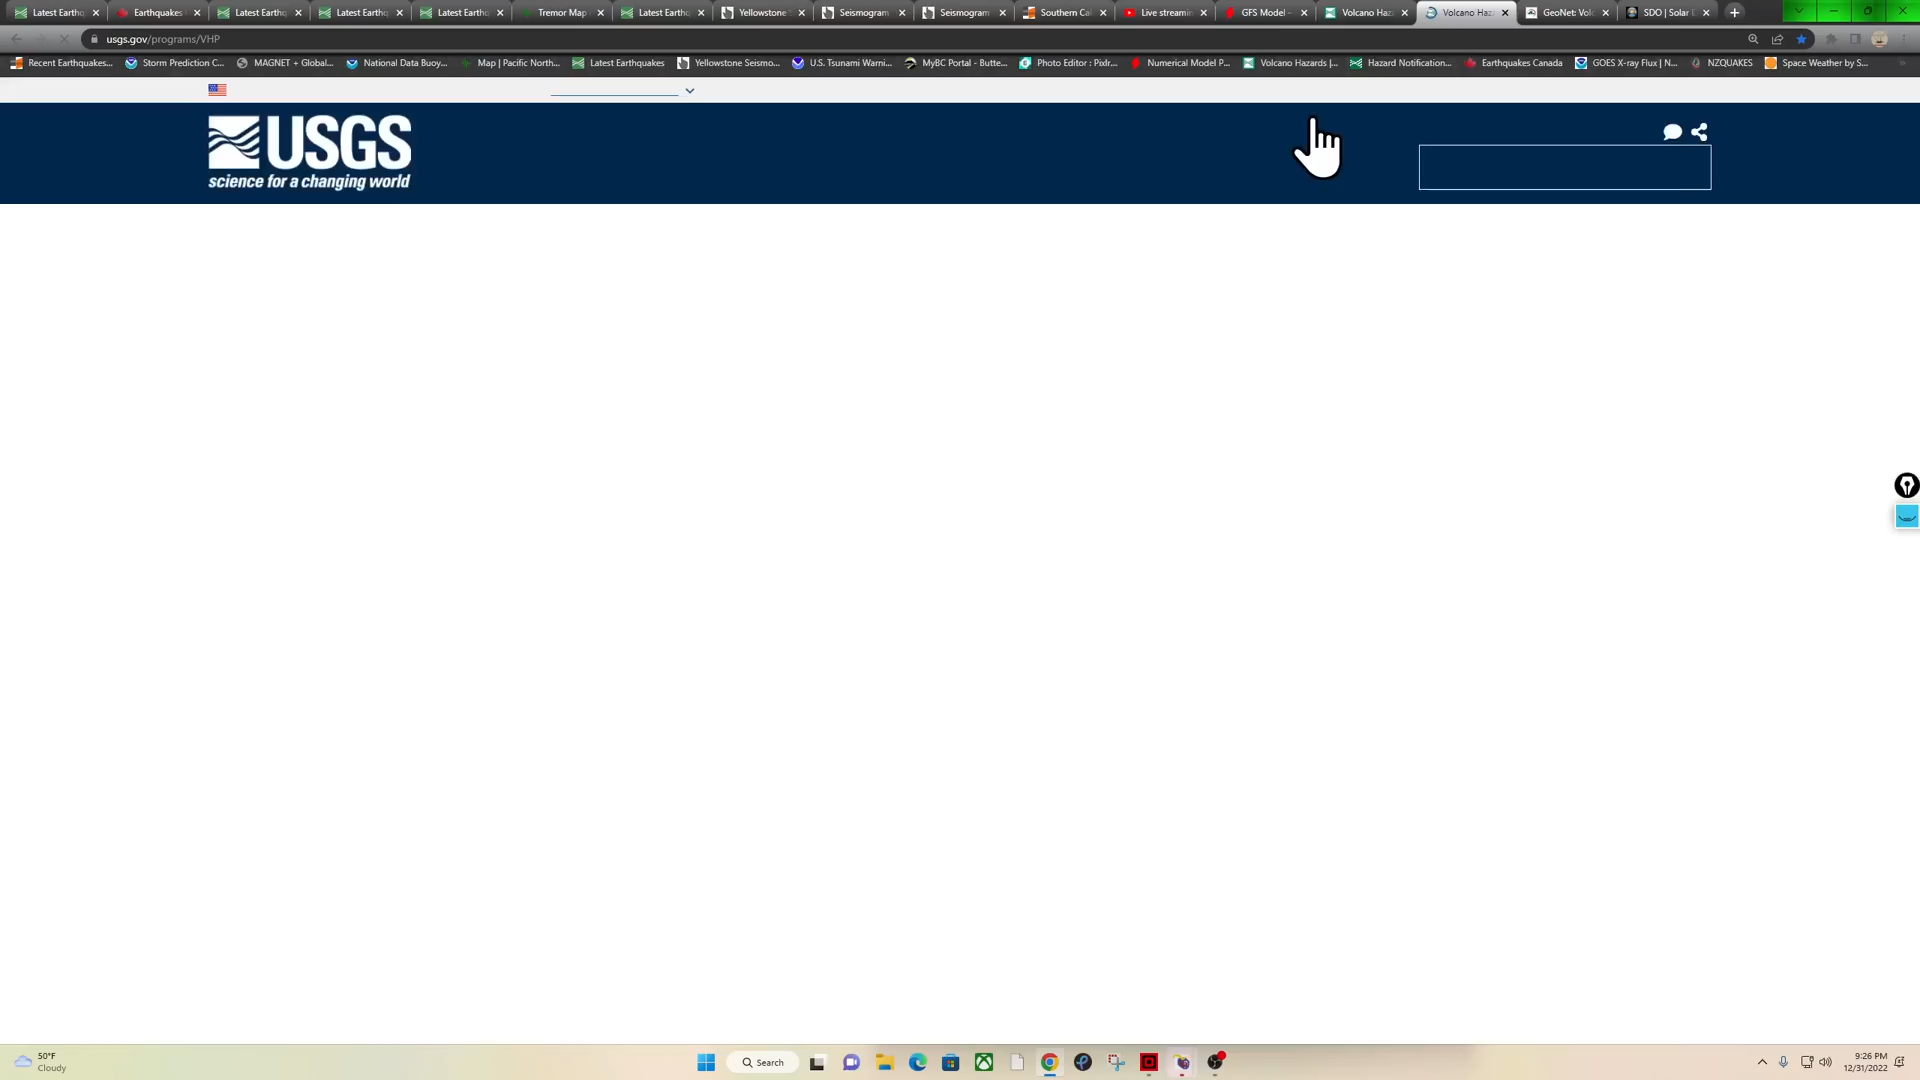 Latest Earthq
Earthquakes
Latest Earthq
Latest Earthq
Latest Earthq
Tremor Map
Latest Earthq
Yellowstone S
Seismogram
Seismogram
Southern Cal
Live streamin
GFS Model –
Volcano Haz
Volcano Haz
GeoNet: Volc
SDO | Solar D
usgs.gov/programs/VHP
Recent Earthquakes...
Storm Prediction C...
MAGNET + Global...
National Data Buoy...
Map | Pacific North...
Latest Earthquakes
Yellowstone Seismo...
U.S. Tsunami Warni...
MyBC Portal - Butte...
Photo Editor : Pixlr...
Numerical Model P...
Volcano Hazards |...
Hazard Notification...
Earthquakes Canada
GOES X-ray Flux | N...
NZQUAKES
Space Weather by S...
USGS
science for a changing world
50°F
Cloudy
Search
9:26 PM
12/31/2022